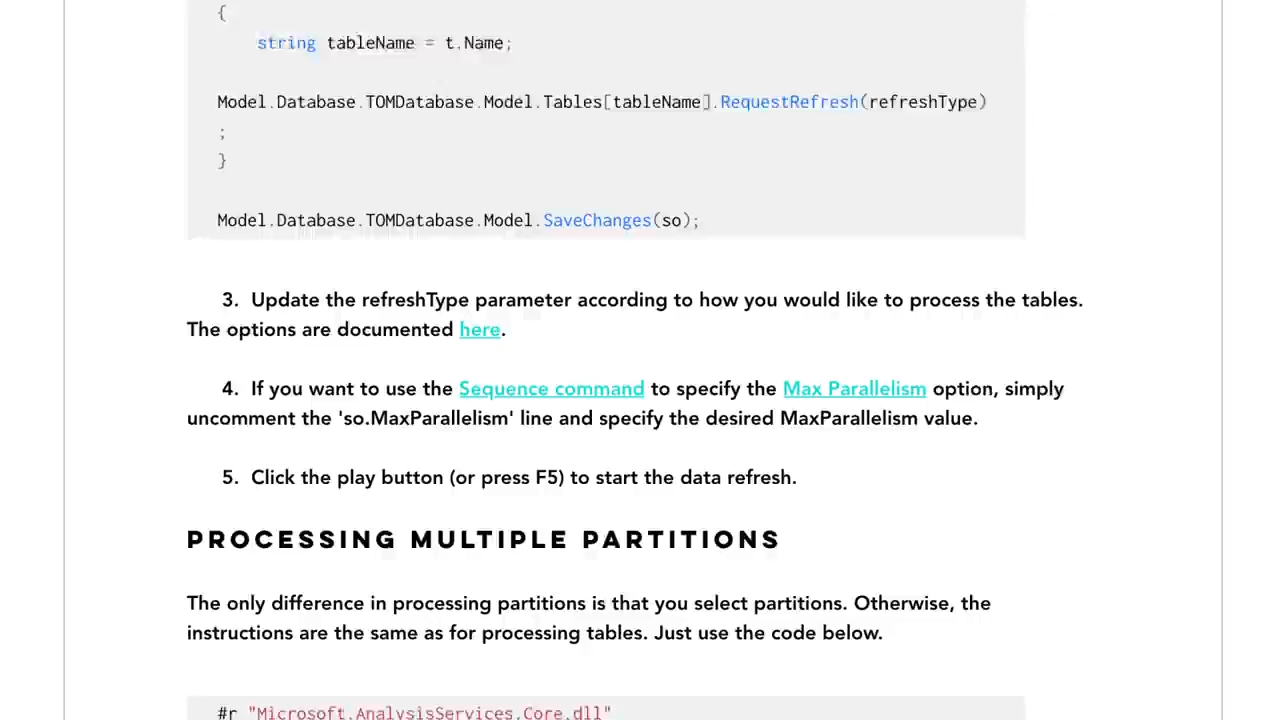 {
string tableName = t.Name;
Model.Database.TOMDatabase.Model.Tables[tableName].RequestRefresh(refreshType)
;
}
Model.Database.TOMDatabase.Model.SaveChanges(so);
3. Update the refreshType parameter according to how you would like to process the tables.
The options are documented here.
4. If you want to use the Sequence command to specify the Max Parallelism option, simply
uncomment the 'so.MaxParallelism' line and specify the desired MaxParallelism value.
5. Click the play button (or press F5) to start the data refresh.
PROCESSING MULTIPLE PARTITIONS
The only difference in processing partitions is that you select partitions. Otherwise, the
instructions are the same as for processing tables. Just use the code below.
#r "Microsoft.AnalysisServices.Core.dll"